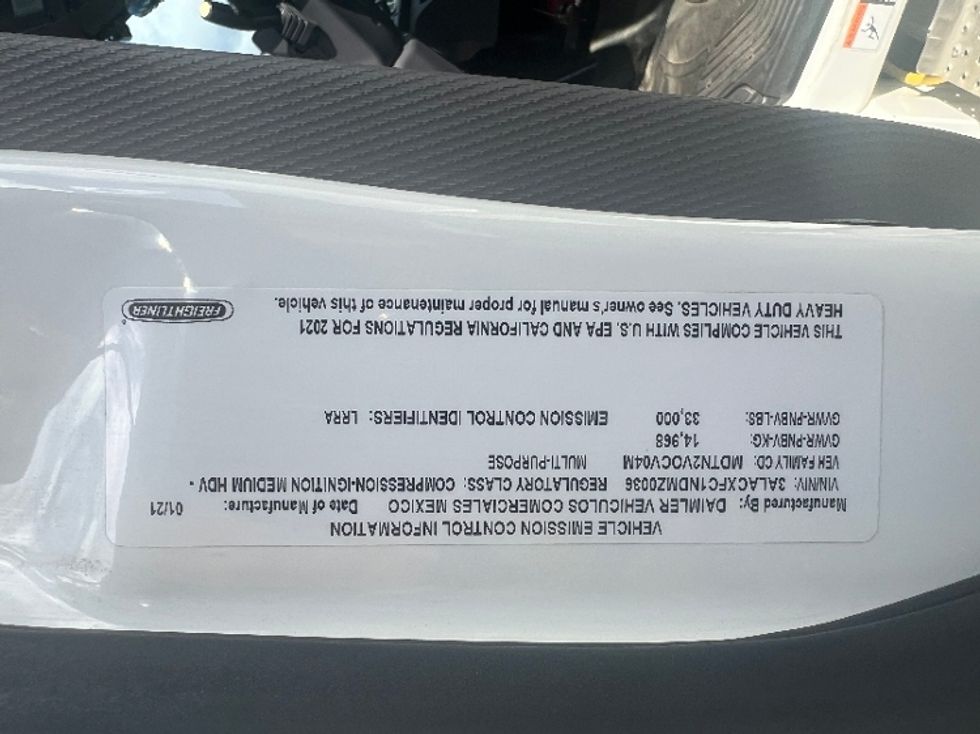 VEHICLE EMISSION CONTROL INFORMATION
Manufactured By: DAIMLER VEHICULOS COMERCIALES MEXICO Date of Manufacture: 01/21
VIN/NIV: 3ALACXFC1NDMZ0036 REGULATORY CLASS: COMPRESSION-IGNITION MEDIUM HDV -
VEH FAMILY CD: MDTN2VOCV04M MULTI-PURPOSE
GVWR-PNBV-KG: 14,968
GVWR-PNBV-LBS: 33,000 EMISSION CONTROL IDENTIFIERS: LRRA
THIS VEHICLE COMPLIES WITH U.S. EPA AND CALIFORNIA REGULATIONS FOR 2021
HEAVY DUTY VEHICLES. See owner's manual for proper maintenance of this vehicle.
FREIGHTLINER